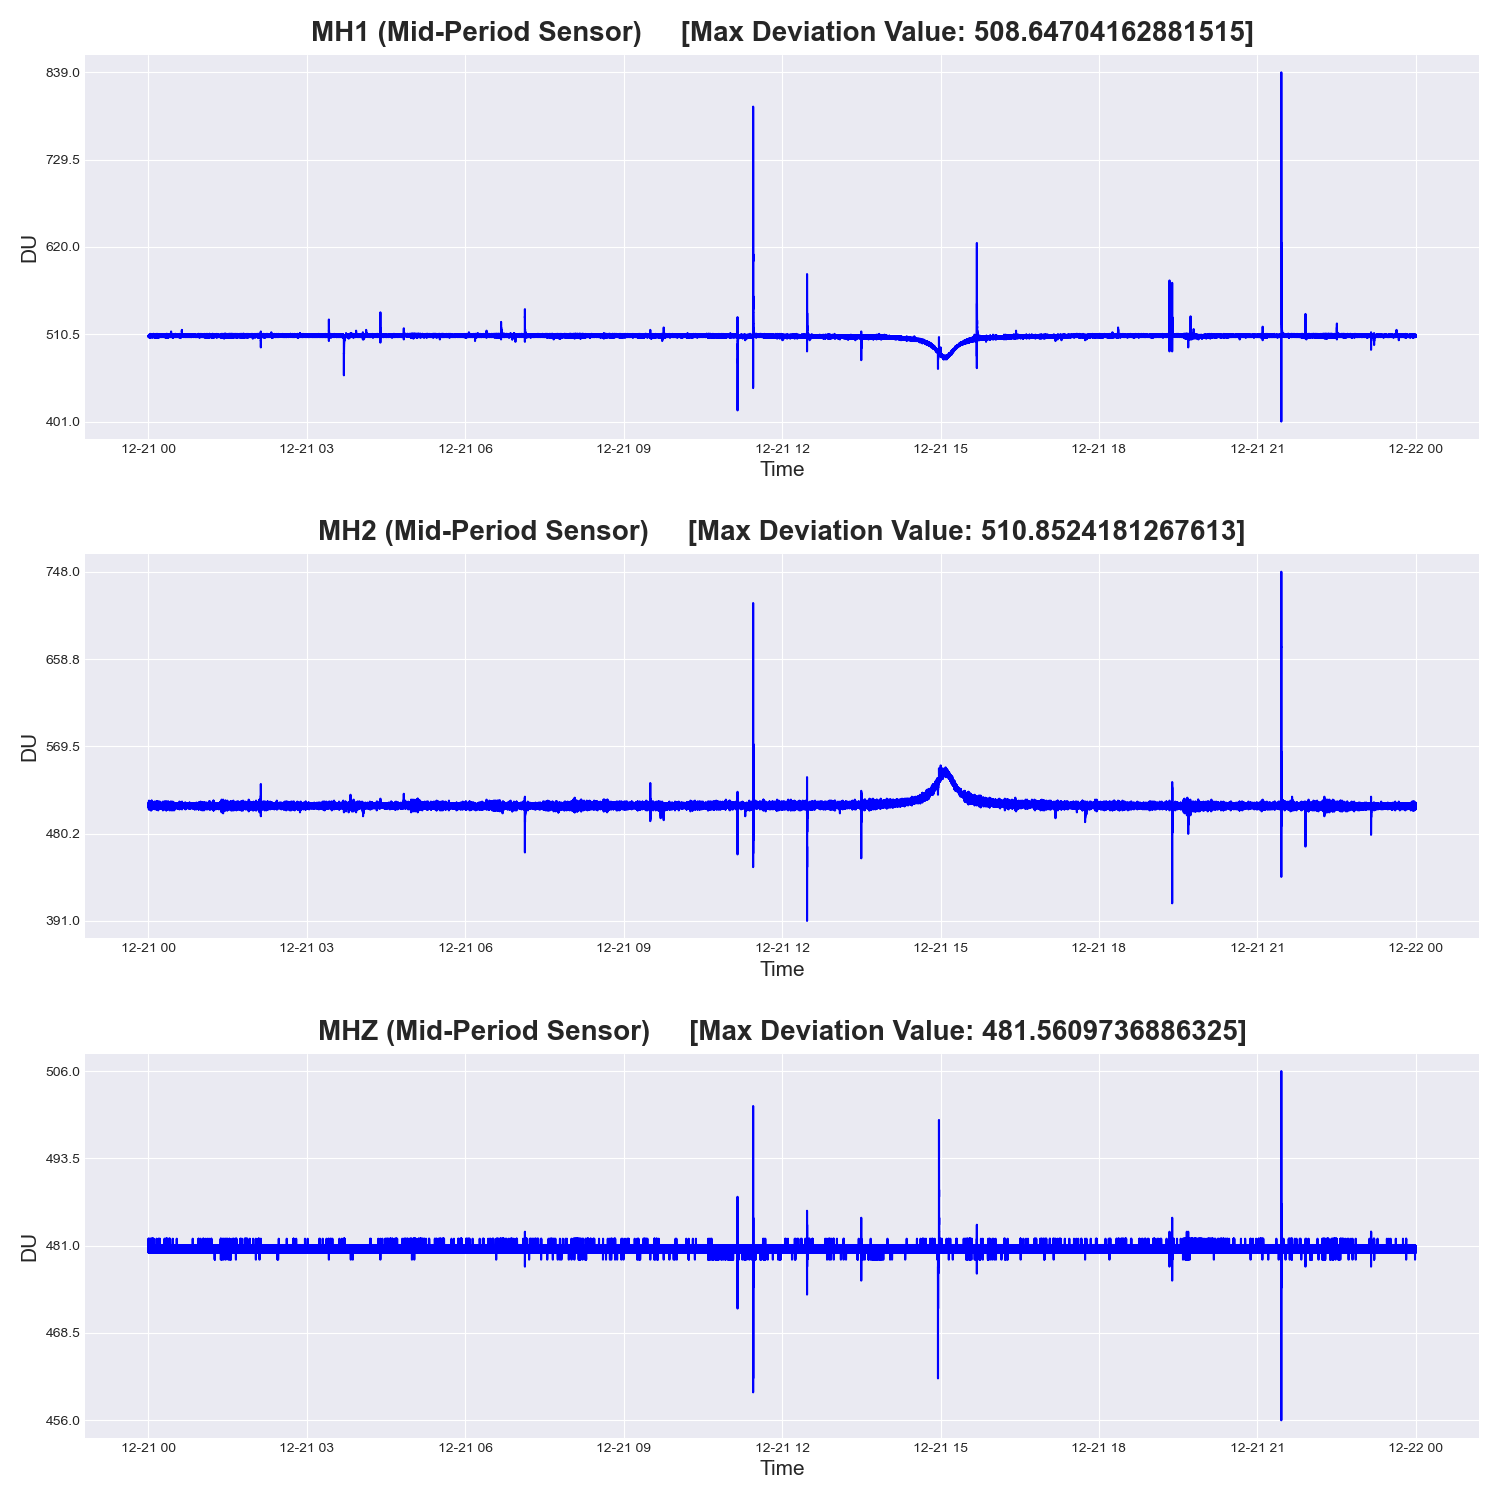 MH1 (Mid-Period Sensor) [Max Deviation Value: 508.64704162881515]
839.0
729.5
620.0
510.5
401.0
DU
12-21 00 12-21 03 12-21 06 12-21 09 12-21 12 12-21 15 12-21 18 12-21 21 12-22 00
Time
MH2 (Mid-Period Sensor) [Max Deviation Value: 510.8524181267613]
748.0
658.8
569.5
480.2
391.0
DU
12-21 00 12-21 03 12-21 06 12-21 09 12-21 12 12-21 15 12-21 18 12-21 21 12-22 00
Time
MHZ (Mid-Period Sensor) [Max Deviation Value: 481.5609736886325]
506.0
493.5
481.0
468.5
456.0
DU
12-21 00 12-21 03 12-21 06 12-21 09 12-21 12 12-21 15 12-21 18 12-21 21 12-22 00
Time